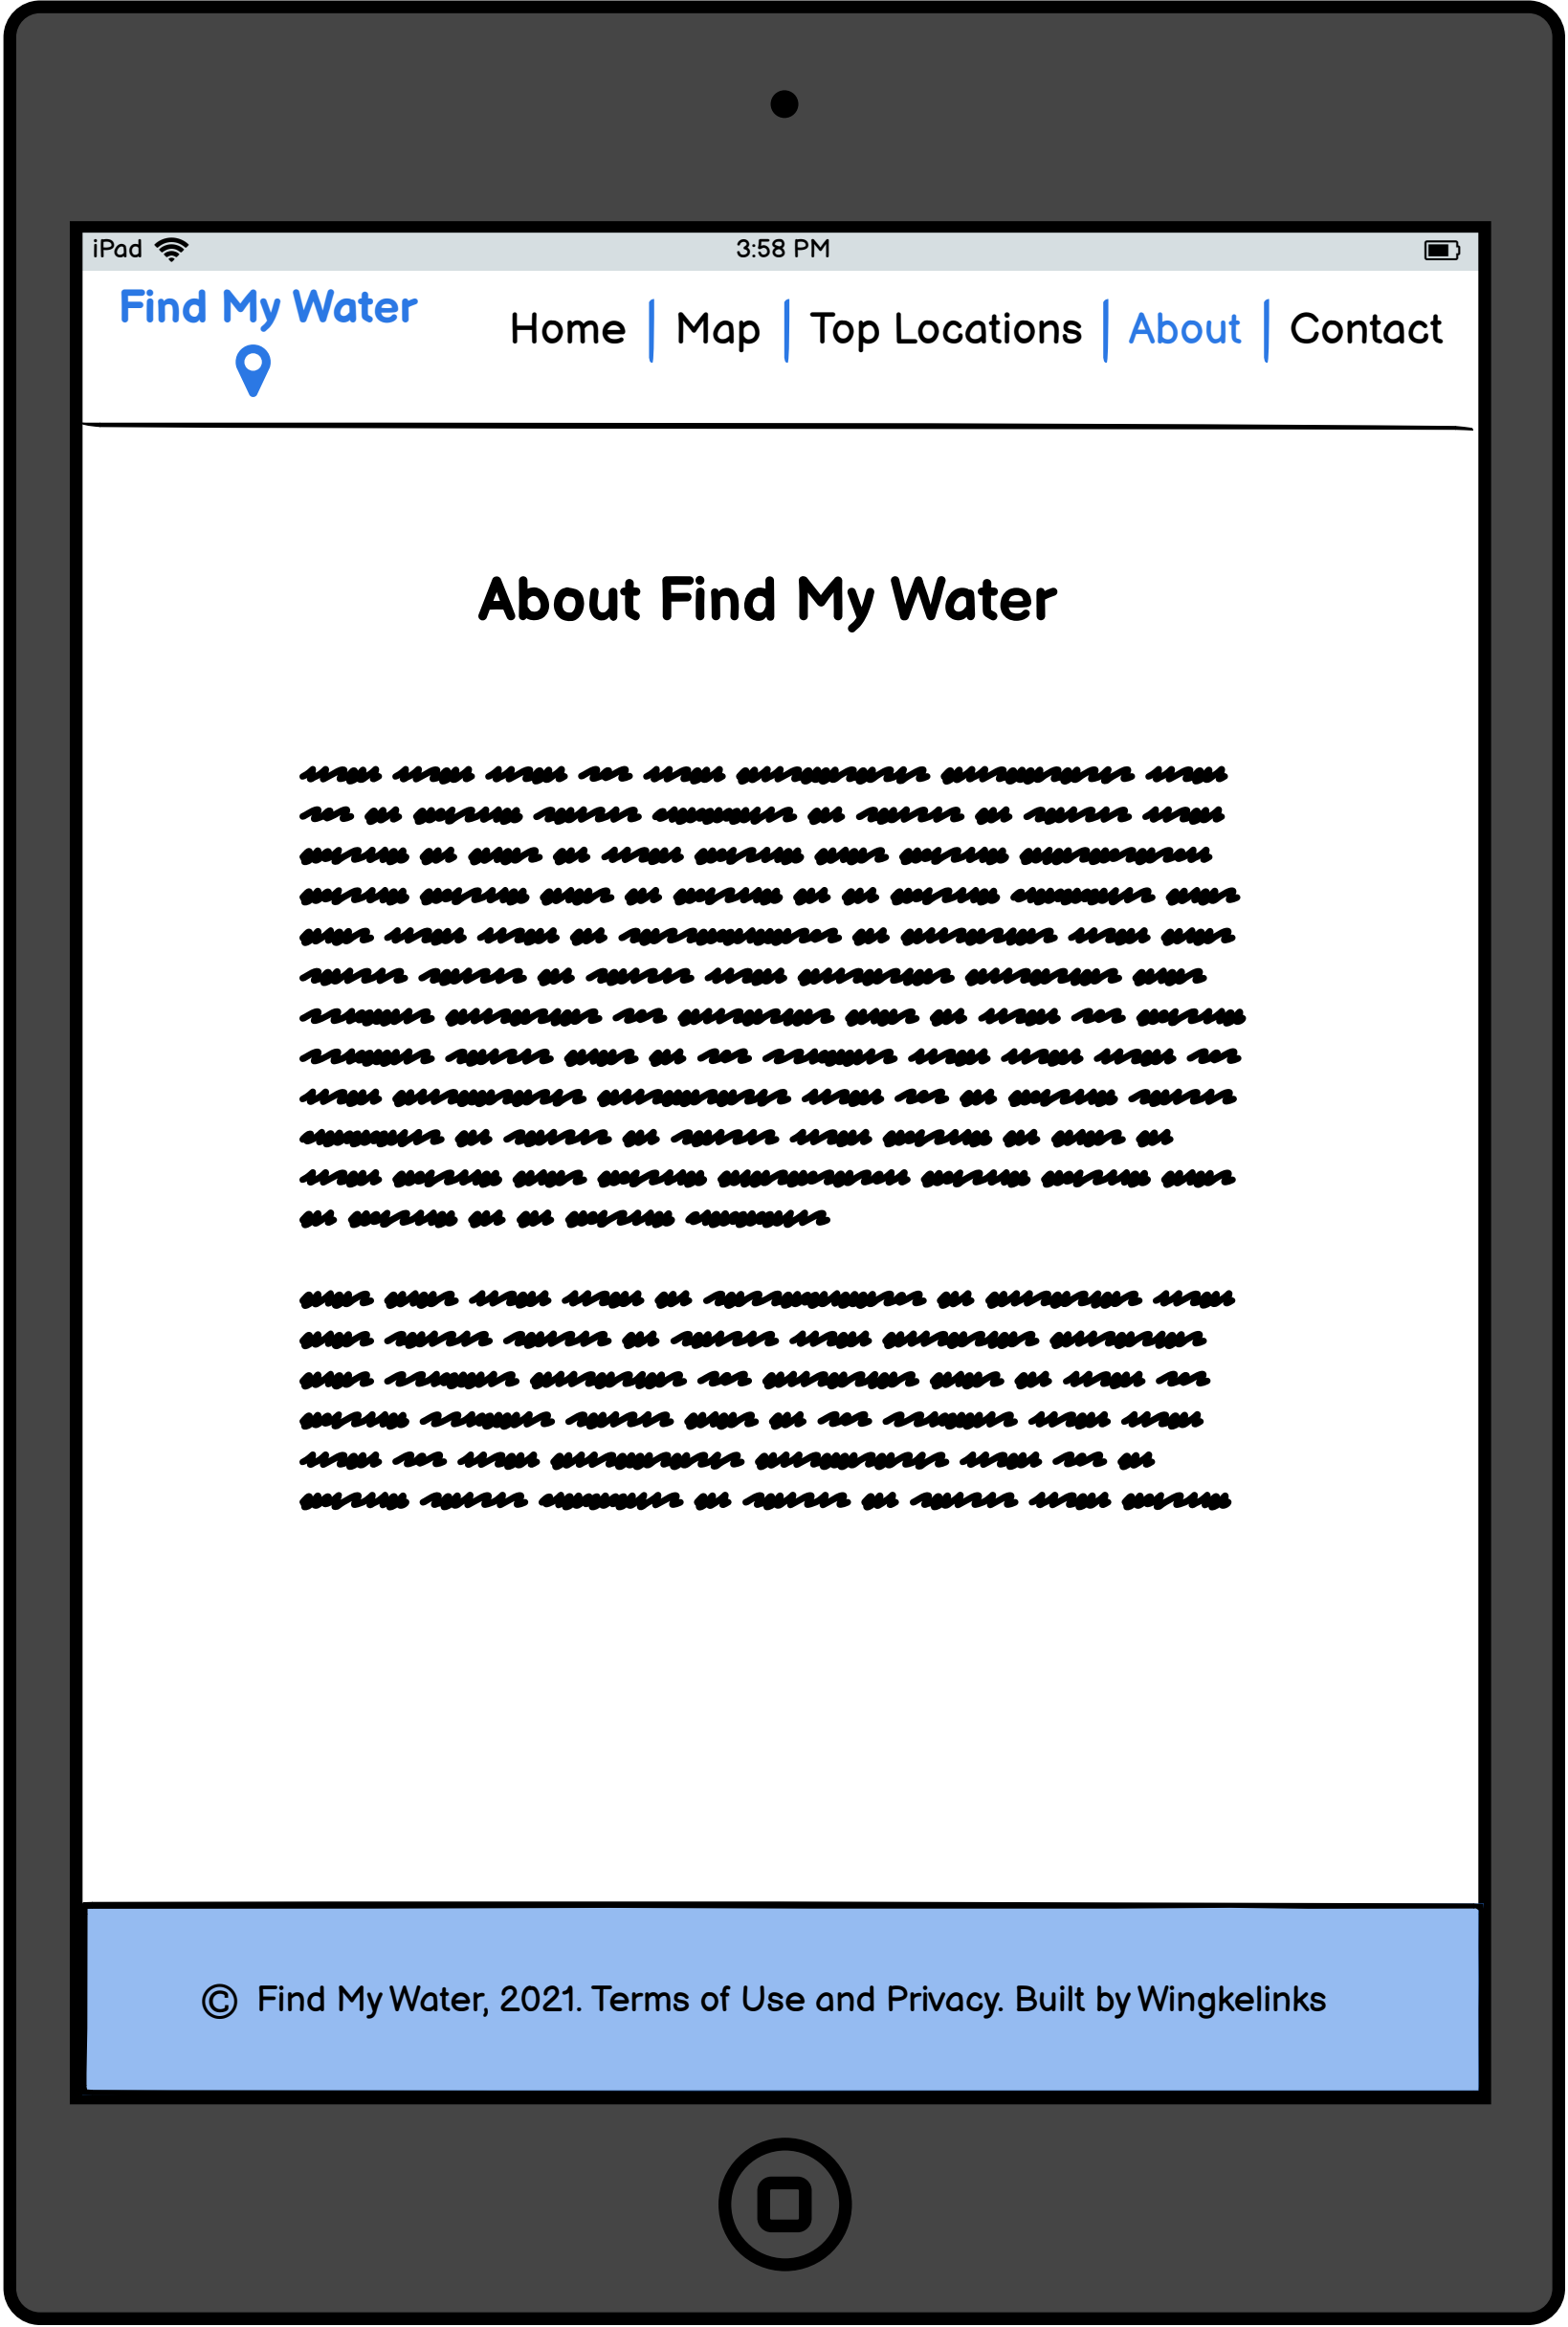 iPad 3:58 PM
Find My Water
Home Map Top Locations About Contact
About Find My Water
© Find My Water, 2021. Terms of Use and Privacy. Built by Wingkelinks